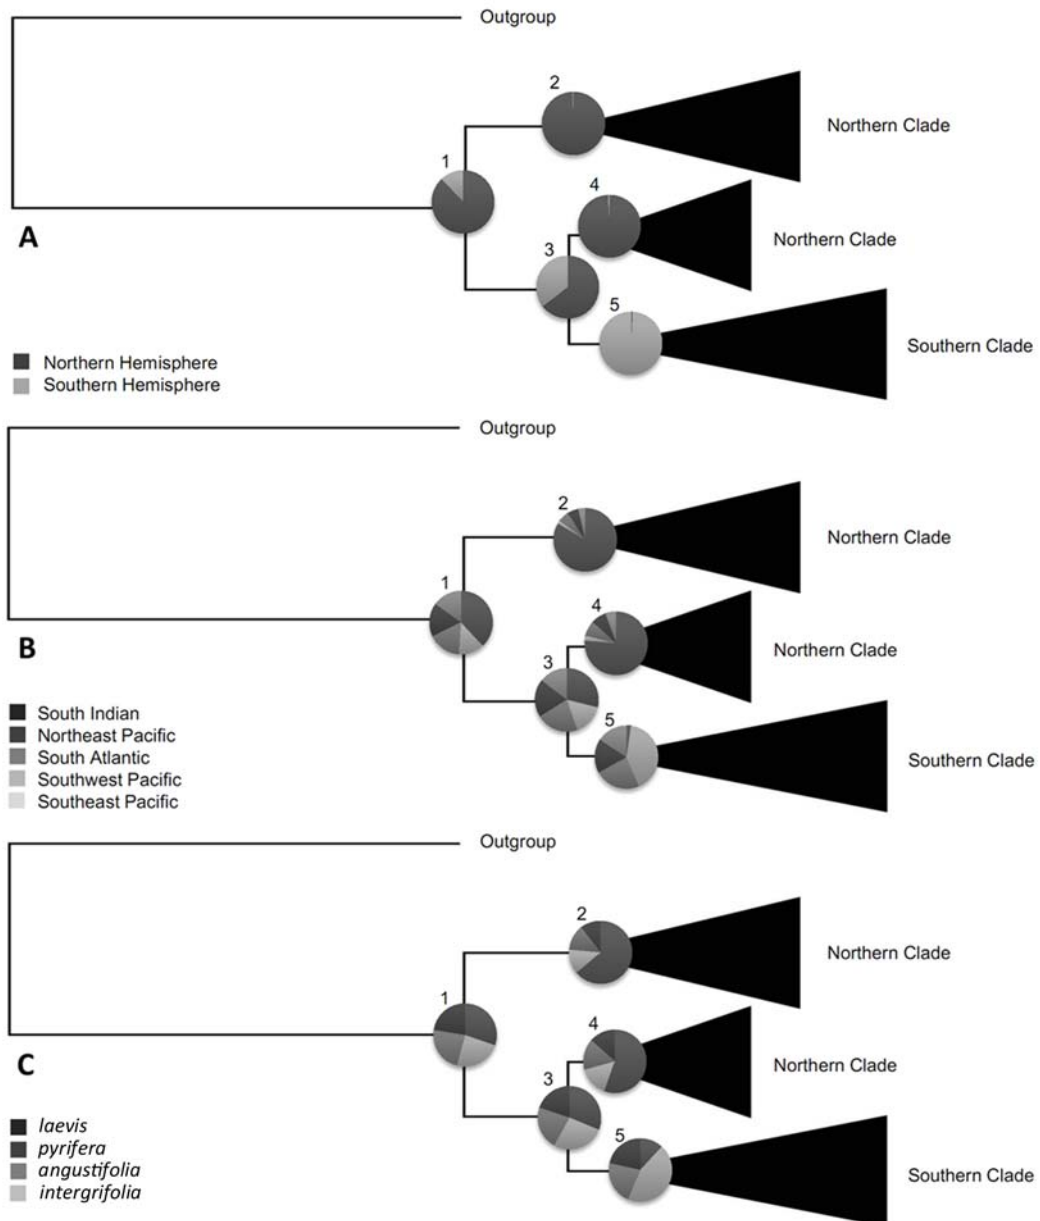 Outgroup
2
Northern Clade
1
4
A
Northern Clade
3
5
Southern Clade
Northern Hemisphere
Southern Hemisphere
Outgroup
2
Northern Clade
1
4
B
Northern Clade
3
South Indian
5
Northeast Pacific
South Atlantic
Southern Clade
Southwest Pacific
Southeast Pacific
Outgroup
2
Northern Clade
1
4
C
Northern Clade
3
laevis
5
pyrifera
angustifolia
Southern Clade
intergrifolia